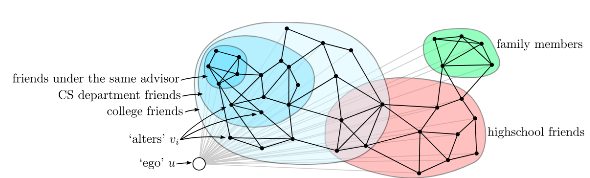 family members
friends under the same advisor
CS department friends
college friends
highschool friends
'alters' vᵢ
'ego' u